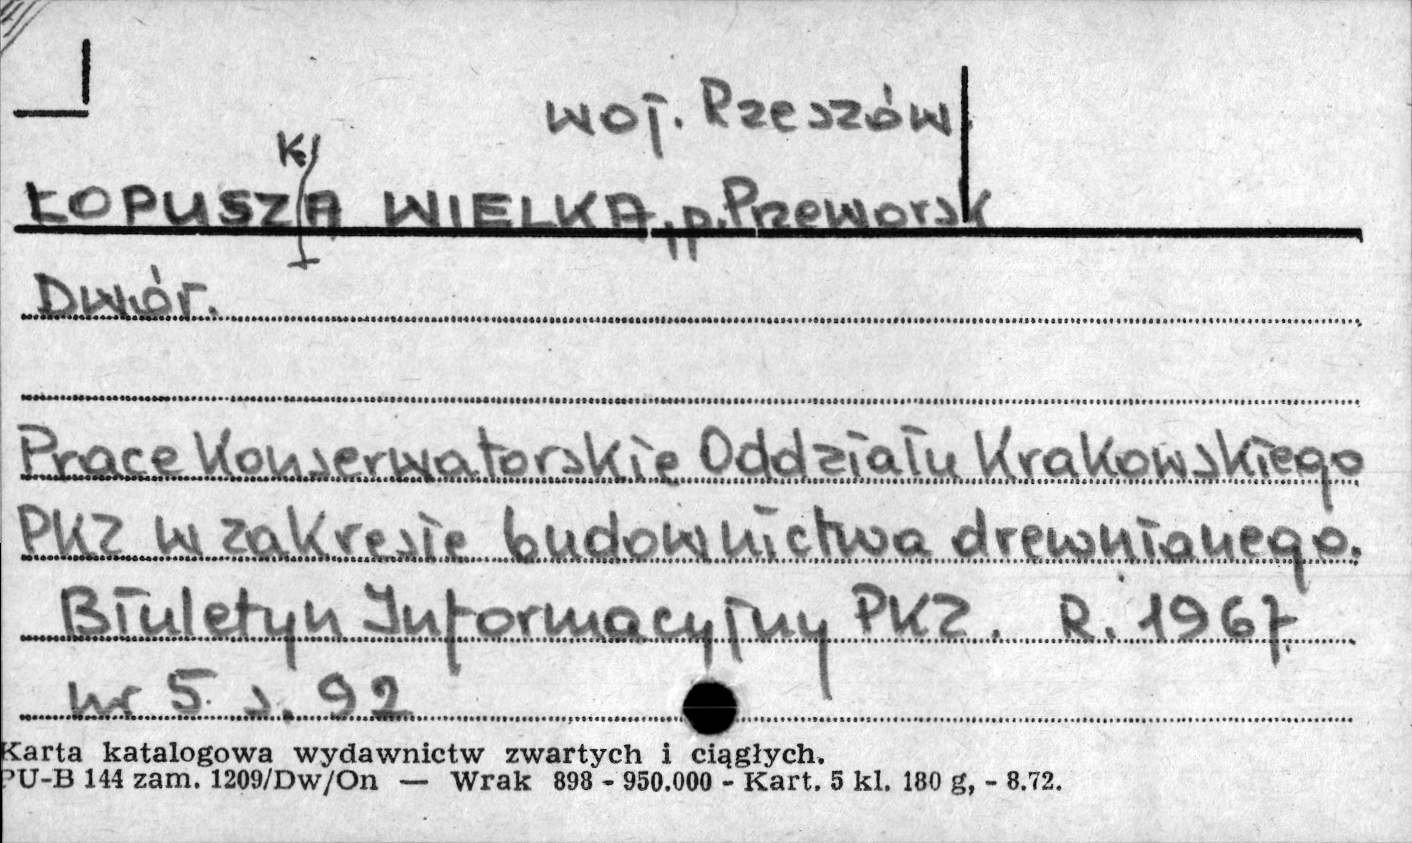 woj. Rzeszów
K
ŁOPUSZA WIELKA, p. Przeworsk
Dwór.
Prace Konserwatorskie Oddziału Krakowskiego
PKZ w zakresie budownictwa drewnianego.
Biuletyn Informacyjny PKZ. R. 1967
nr 5 s. 92
Karta katalogowa wydawnictw zwartych i ciągłych.
PU-B 144 zam. 1209/Dw/On — Wrak 898 - 950.000 - Kart. 5 kl. 180 g, - 8.72.